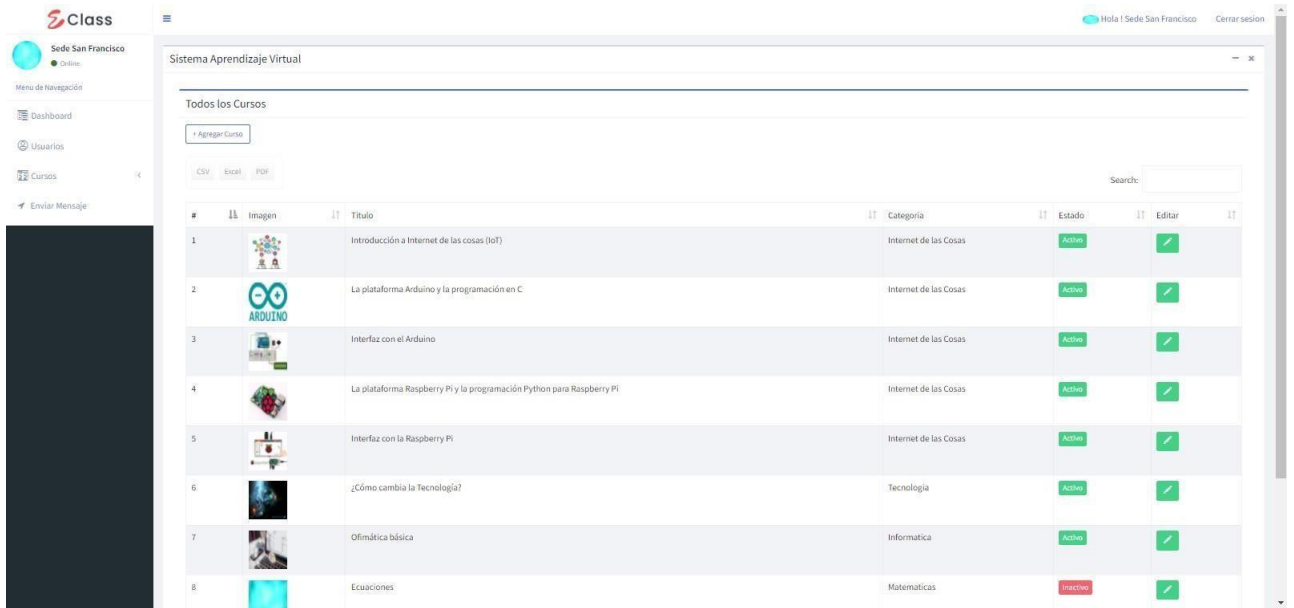 Class
Hola ! Sede San Francisco Cerrar sesion
Sede San Francisco
Online
Menu de Navegación
Dashboard
Usuarios
Cursos
Enviar Mensaje
Sistema Aprendizaje Virtual
Todos los Cursos
+ Agregar Curso
CSV Excel PDF
Search:
# Imagen Titulo Categoria Estado Editar
1 Introducción a Internet de las cosas (IoT) Internet de las Cosas Activo
2 ARDUINO La plataforma Arduino y la programación en C Internet de las Cosas Activo
3 Interfaz con el Arduino Internet de las Cosas Activo
4 La plataforma Raspberry Pi y la programación Python para Raspberry Pi Internet de las Cosas Activo
5 Interfaz con la Raspberry Pi Internet de las Cosas Activo
6 ¿Cómo cambia la Tecnología? Tecnologia Activo
7 Ofimática básica Informatica Activo
8 Ecuaciones Matematicas Inactivo